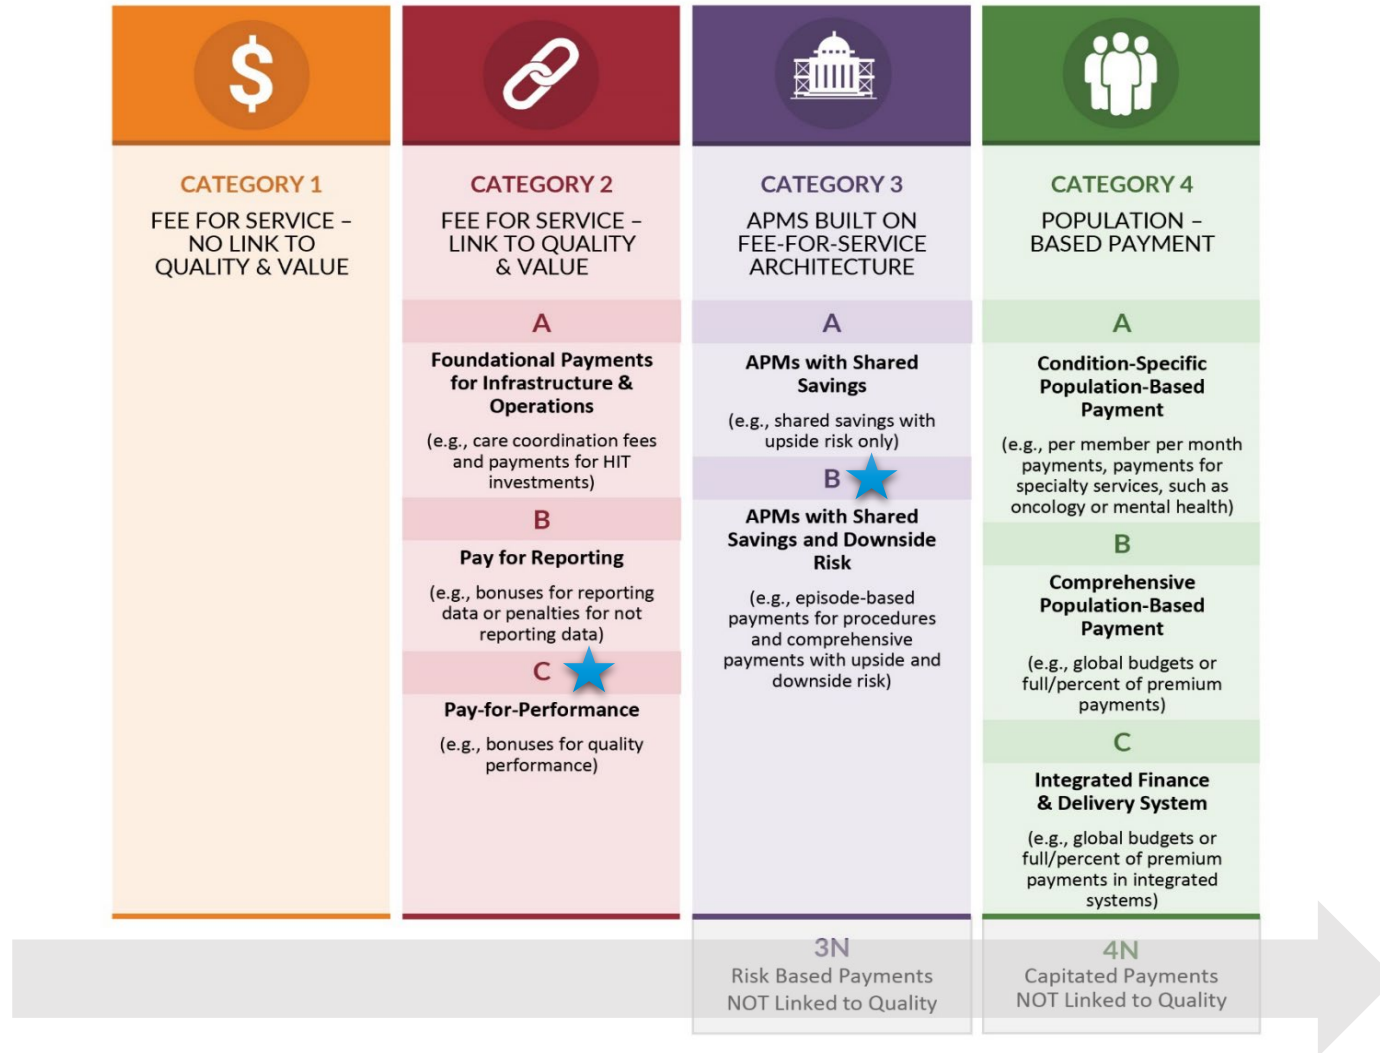 $
CATEGORY 1
FEE FOR SERVICE –
NO LINK TO
QUALITY & VALUE
CATEGORY 2
FEE FOR SERVICE –
LINK TO QUALITY
& VALUE
A
Foundational Payments
for Infrastructure &
Operations
(e.g., care coordination fees
and payments for HIT
investments)
B
Pay for Reporting
(e.g., bonuses for reporting
data or penalties for not
reporting data)
C
Pay-for-Performance
(e.g., bonuses for quality
performance)
CATEGORY 3
APMS BUILT ON
FEE-FOR-SERVICE
ARCHITECTURE
A
APMs with Shared
Savings
(e.g., shared savings with
upside risk only)
B
APMs with Shared
Savings and Downside
Risk
(e.g., episode-based
payments for procedures
and comprehensive
payments with upside and
downside risk)
3N
Risk Based Payments
NOT Linked to Quality
CATEGORY 4
POPULATION –
BASED PAYMENT
A
Condition-Specific
Population-Based
Payment
(e.g., per member per month
payments, payments for
specialty services, such as
oncology or mental health)
B
Comprehensive
Population-Based
Payment
(e.g., global budgets or
full/percent of premium
payments)
C
Integrated Finance
& Delivery System
(e.g., global budgets or
full/percent of premium
payments in integrated
systems)
4N
Capitated Payments
NOT Linked to Quality